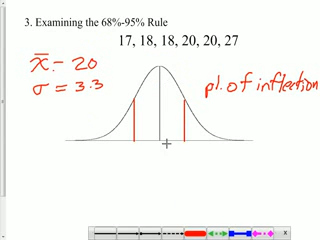 3. Examining the 68%-95% Rule
17, 18, 18, 20, 20, 27
x̄ = 20
σ = 3.3
pt. of inflection
x